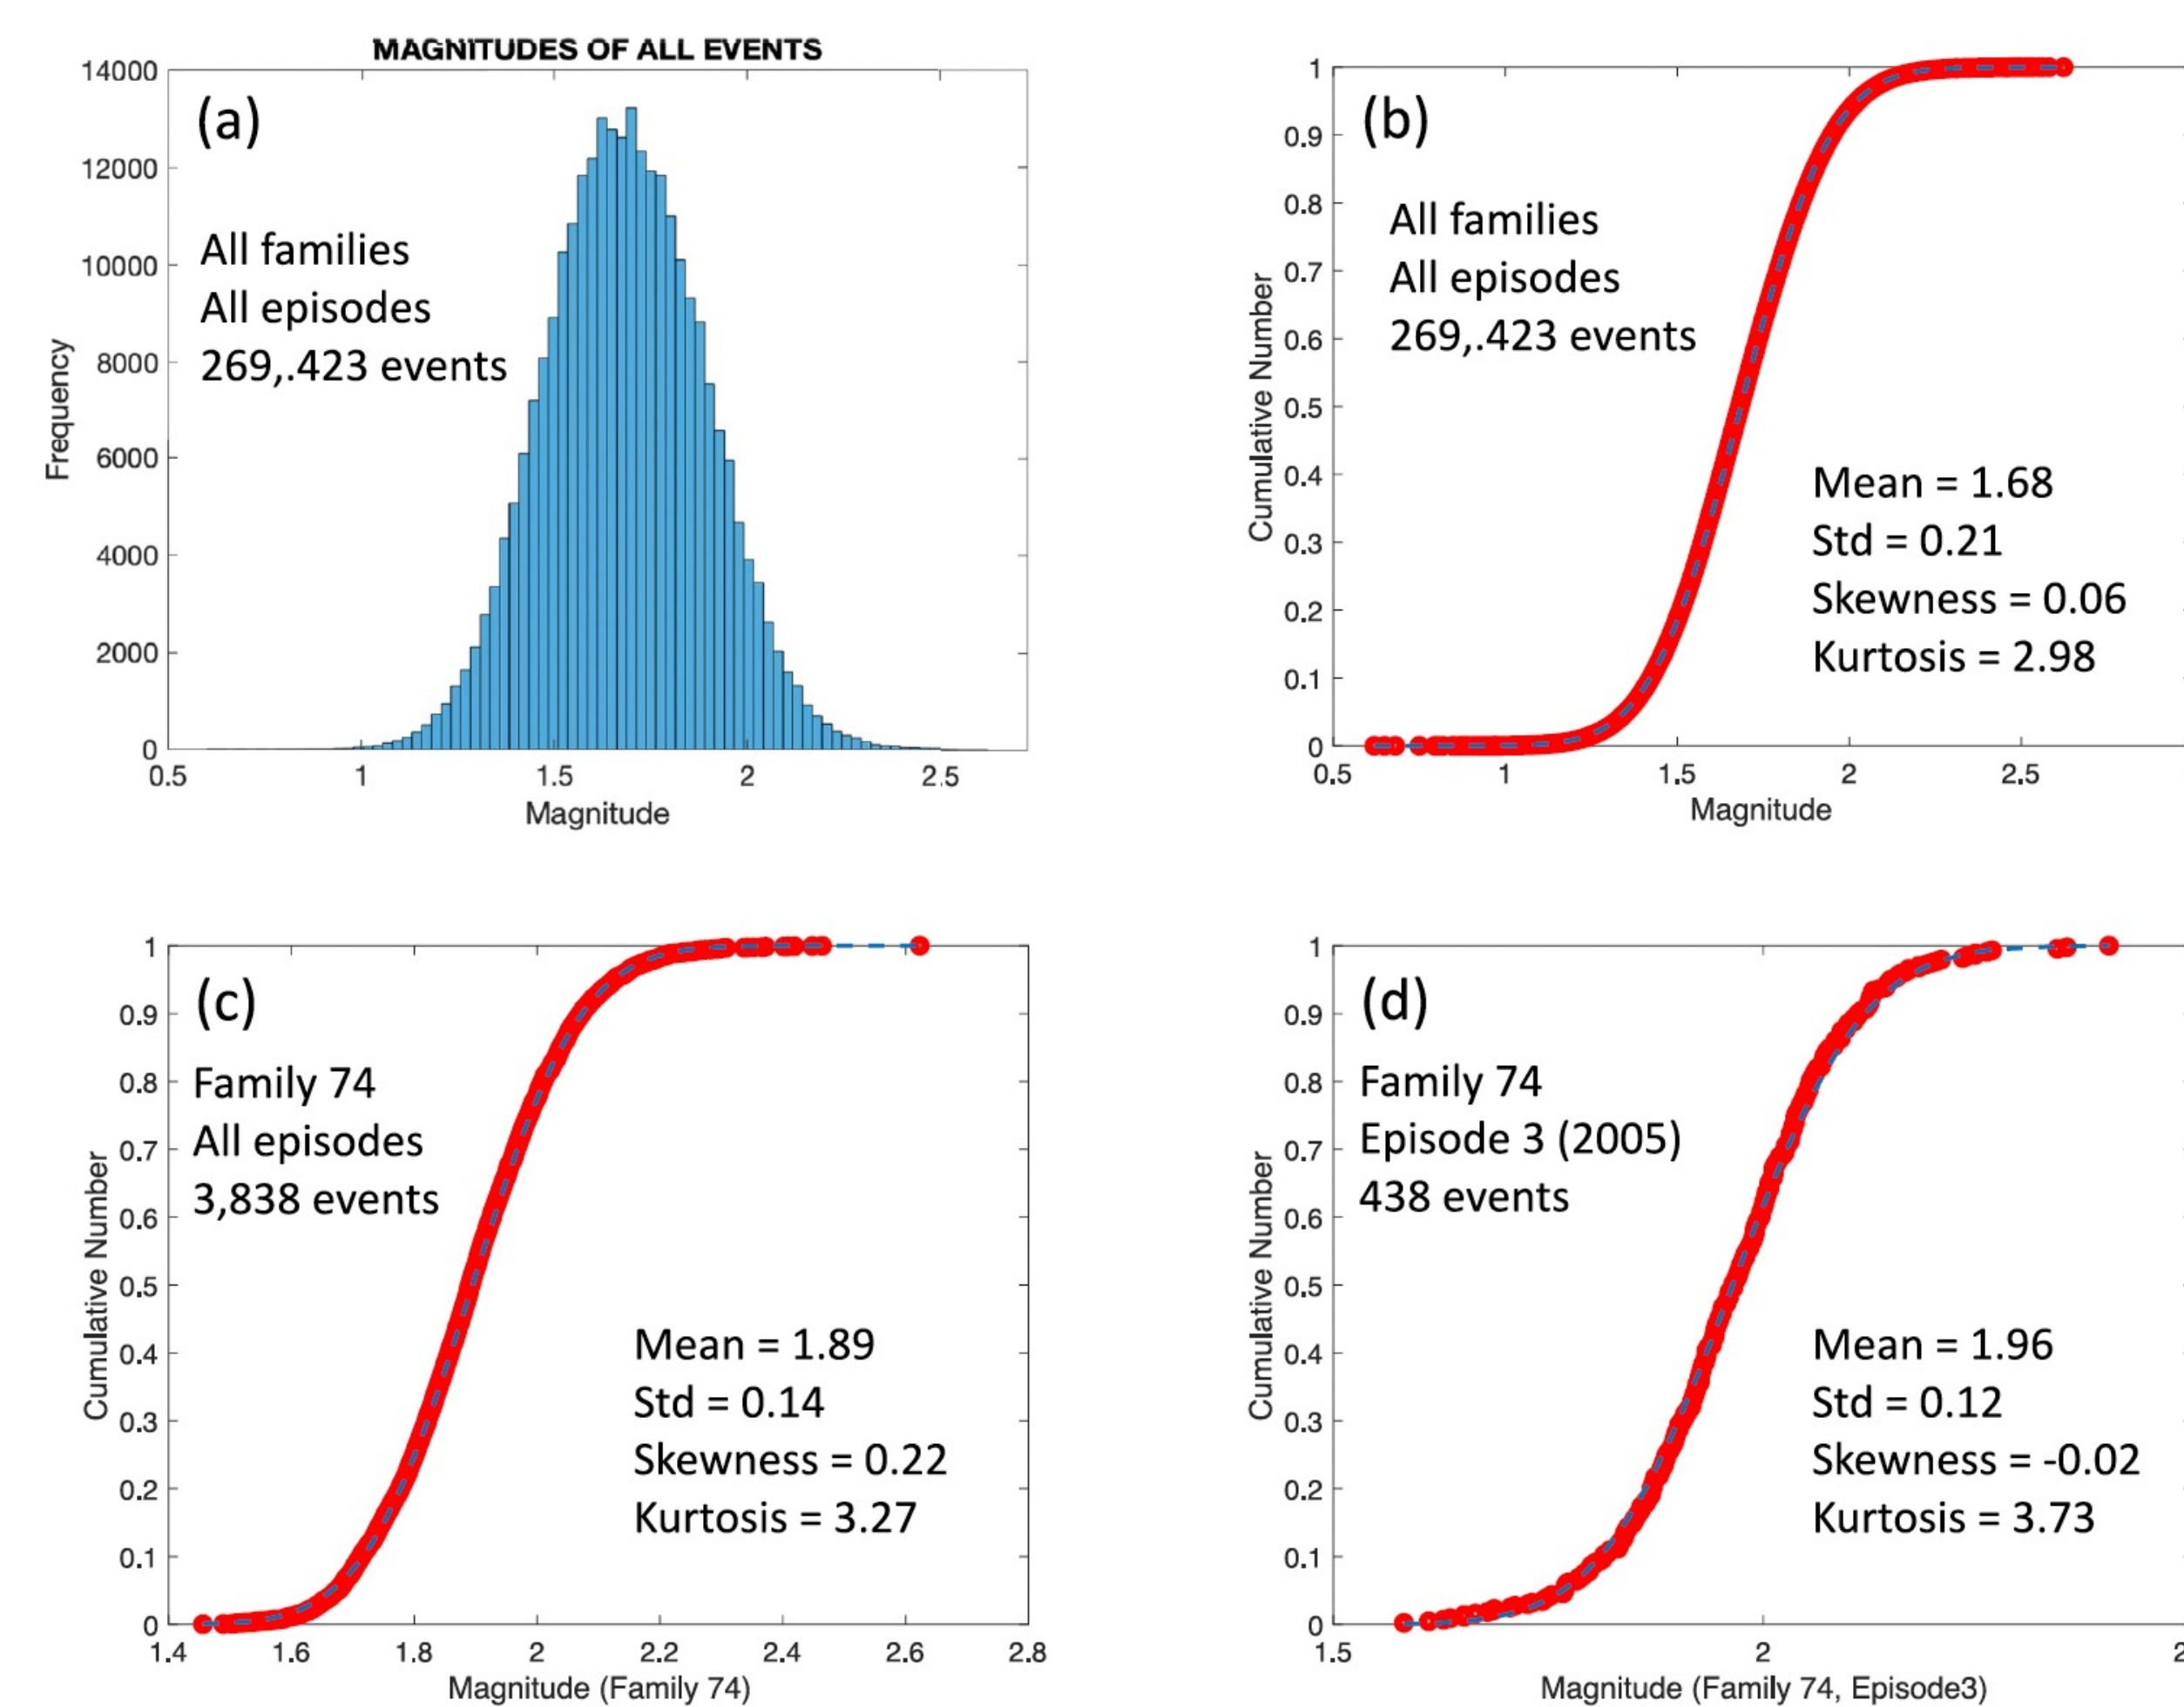 MAGNITUDES OF ALL EVENTS
(a)
All families
All episodes
269,.423 events
Frequency
14000
12000
10000
8000
6000
4000
2000
0
0.5 1 1.5 2 2.5
Magnitude
(b)
All families
All episodes
269,.423 events
Mean = 1.68
Std = 0.21
Skewness = 0.06
Kurtosis = 2.98
Cumulative Number
1
0.9
0.8
0.7
0.6
0.5
0.4
0.3
0.2
0.1
0
0.5 1 1.5 2 2.5
Magnitude
(c)
Family 74
All episodes
3,838 events
Mean = 1.89
Std = 0.14
Skewness = 0.22
Kurtosis = 3.27
Cumulative Number
1
0.9
0.8
0.7
0.6
0.5
0.4
0.3
0.2
0.1
0
1.4 1.6 1.8 2 2.2 2.4 2.6 2.8
Magnitude (Family 74)
(d)
Family 74
Episode 3 (2005)
438 events
Mean = 1.96
Std = 0.12
Skewness = -0.02
Kurtosis = 3.73
Cumulative Number
1
0.9
0.8
0.7
0.6
0.5
0.4
0.3
0.2
0.1
0
1.5 2
Magnitude (Family 74, Episode3)